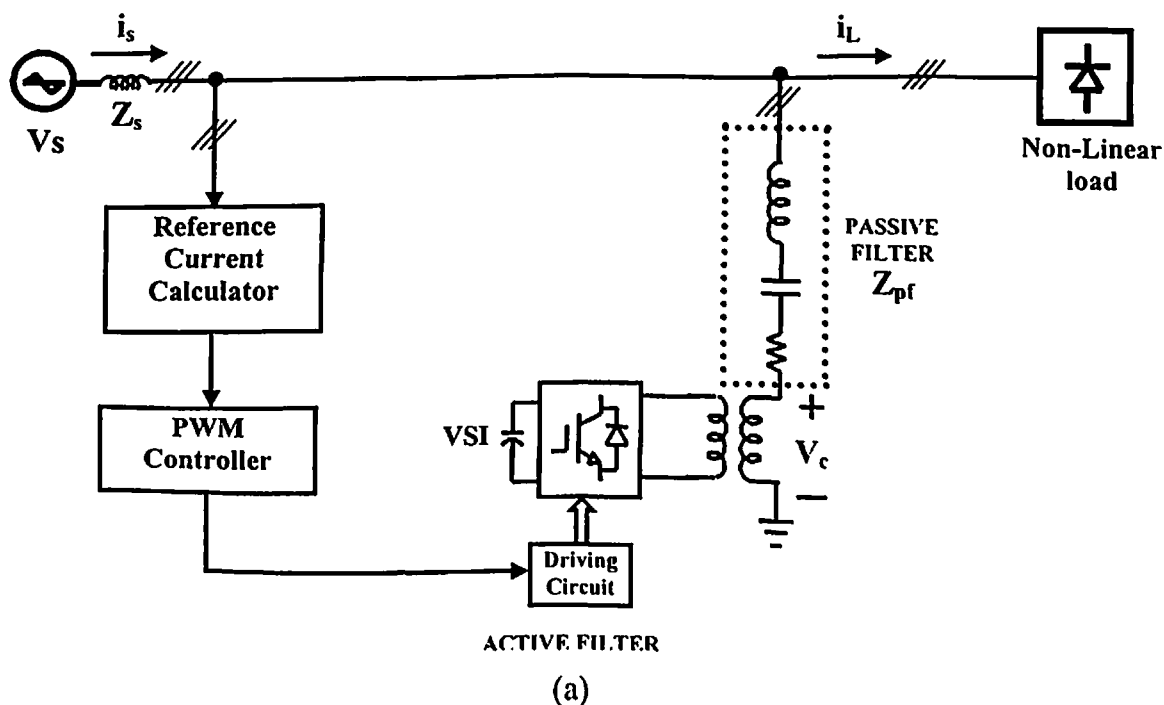 i_s
i_L
Z_s
Vs
Non-Linear
load
Reference
Current
Calculator
PASSIVE
FILTER
Z_pf
PWM
Controller
VSI
+
V_c
—
Driving
Circuit
ACTIVE FILTER
(a)